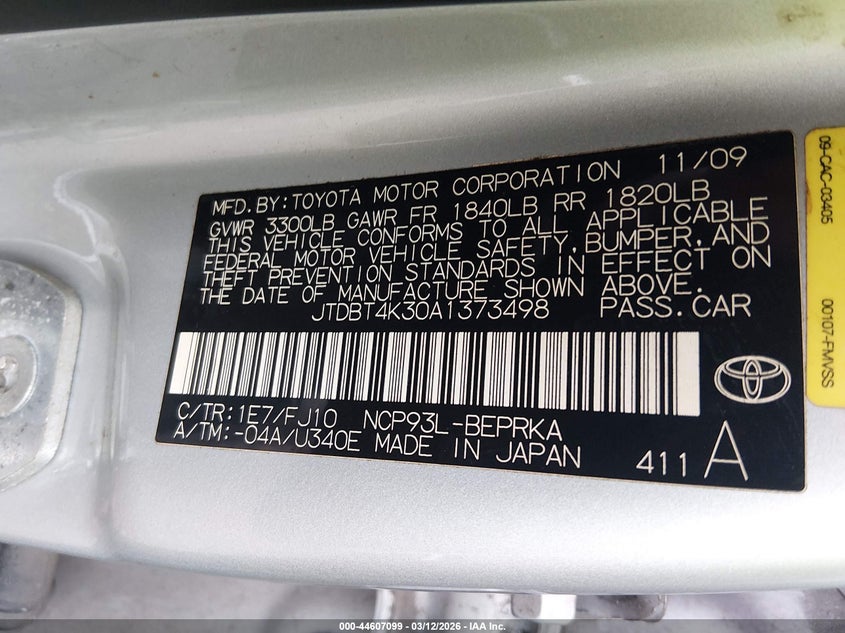 MFD. BY: TOYOTA MOTOR CORPORATION 11/09
GVWR 3300LB GAWR FR 1840LB RR 1820LB
THIS VEHICLE CONFORMS TO ALL APPLICABLE
FEDERAL MOTOR VEHICLE SAFETY, BUMPER, AND
THEFT PREVENTION STANDARDS IN EFFECT ON
THE DATE OF MANUFACTURE SHOWN ABOVE.
JTDBT4K30A1373498 PASS. CAR
C/TR: 1E7/FJ10 NCP93L-BEPRKA
A/TM: -04A/U340E MADE IN JAPAN
411 A
09-CAC-03405
00107-FMVSS
000-44607099 - 03/12/2026 - IAA Inc.